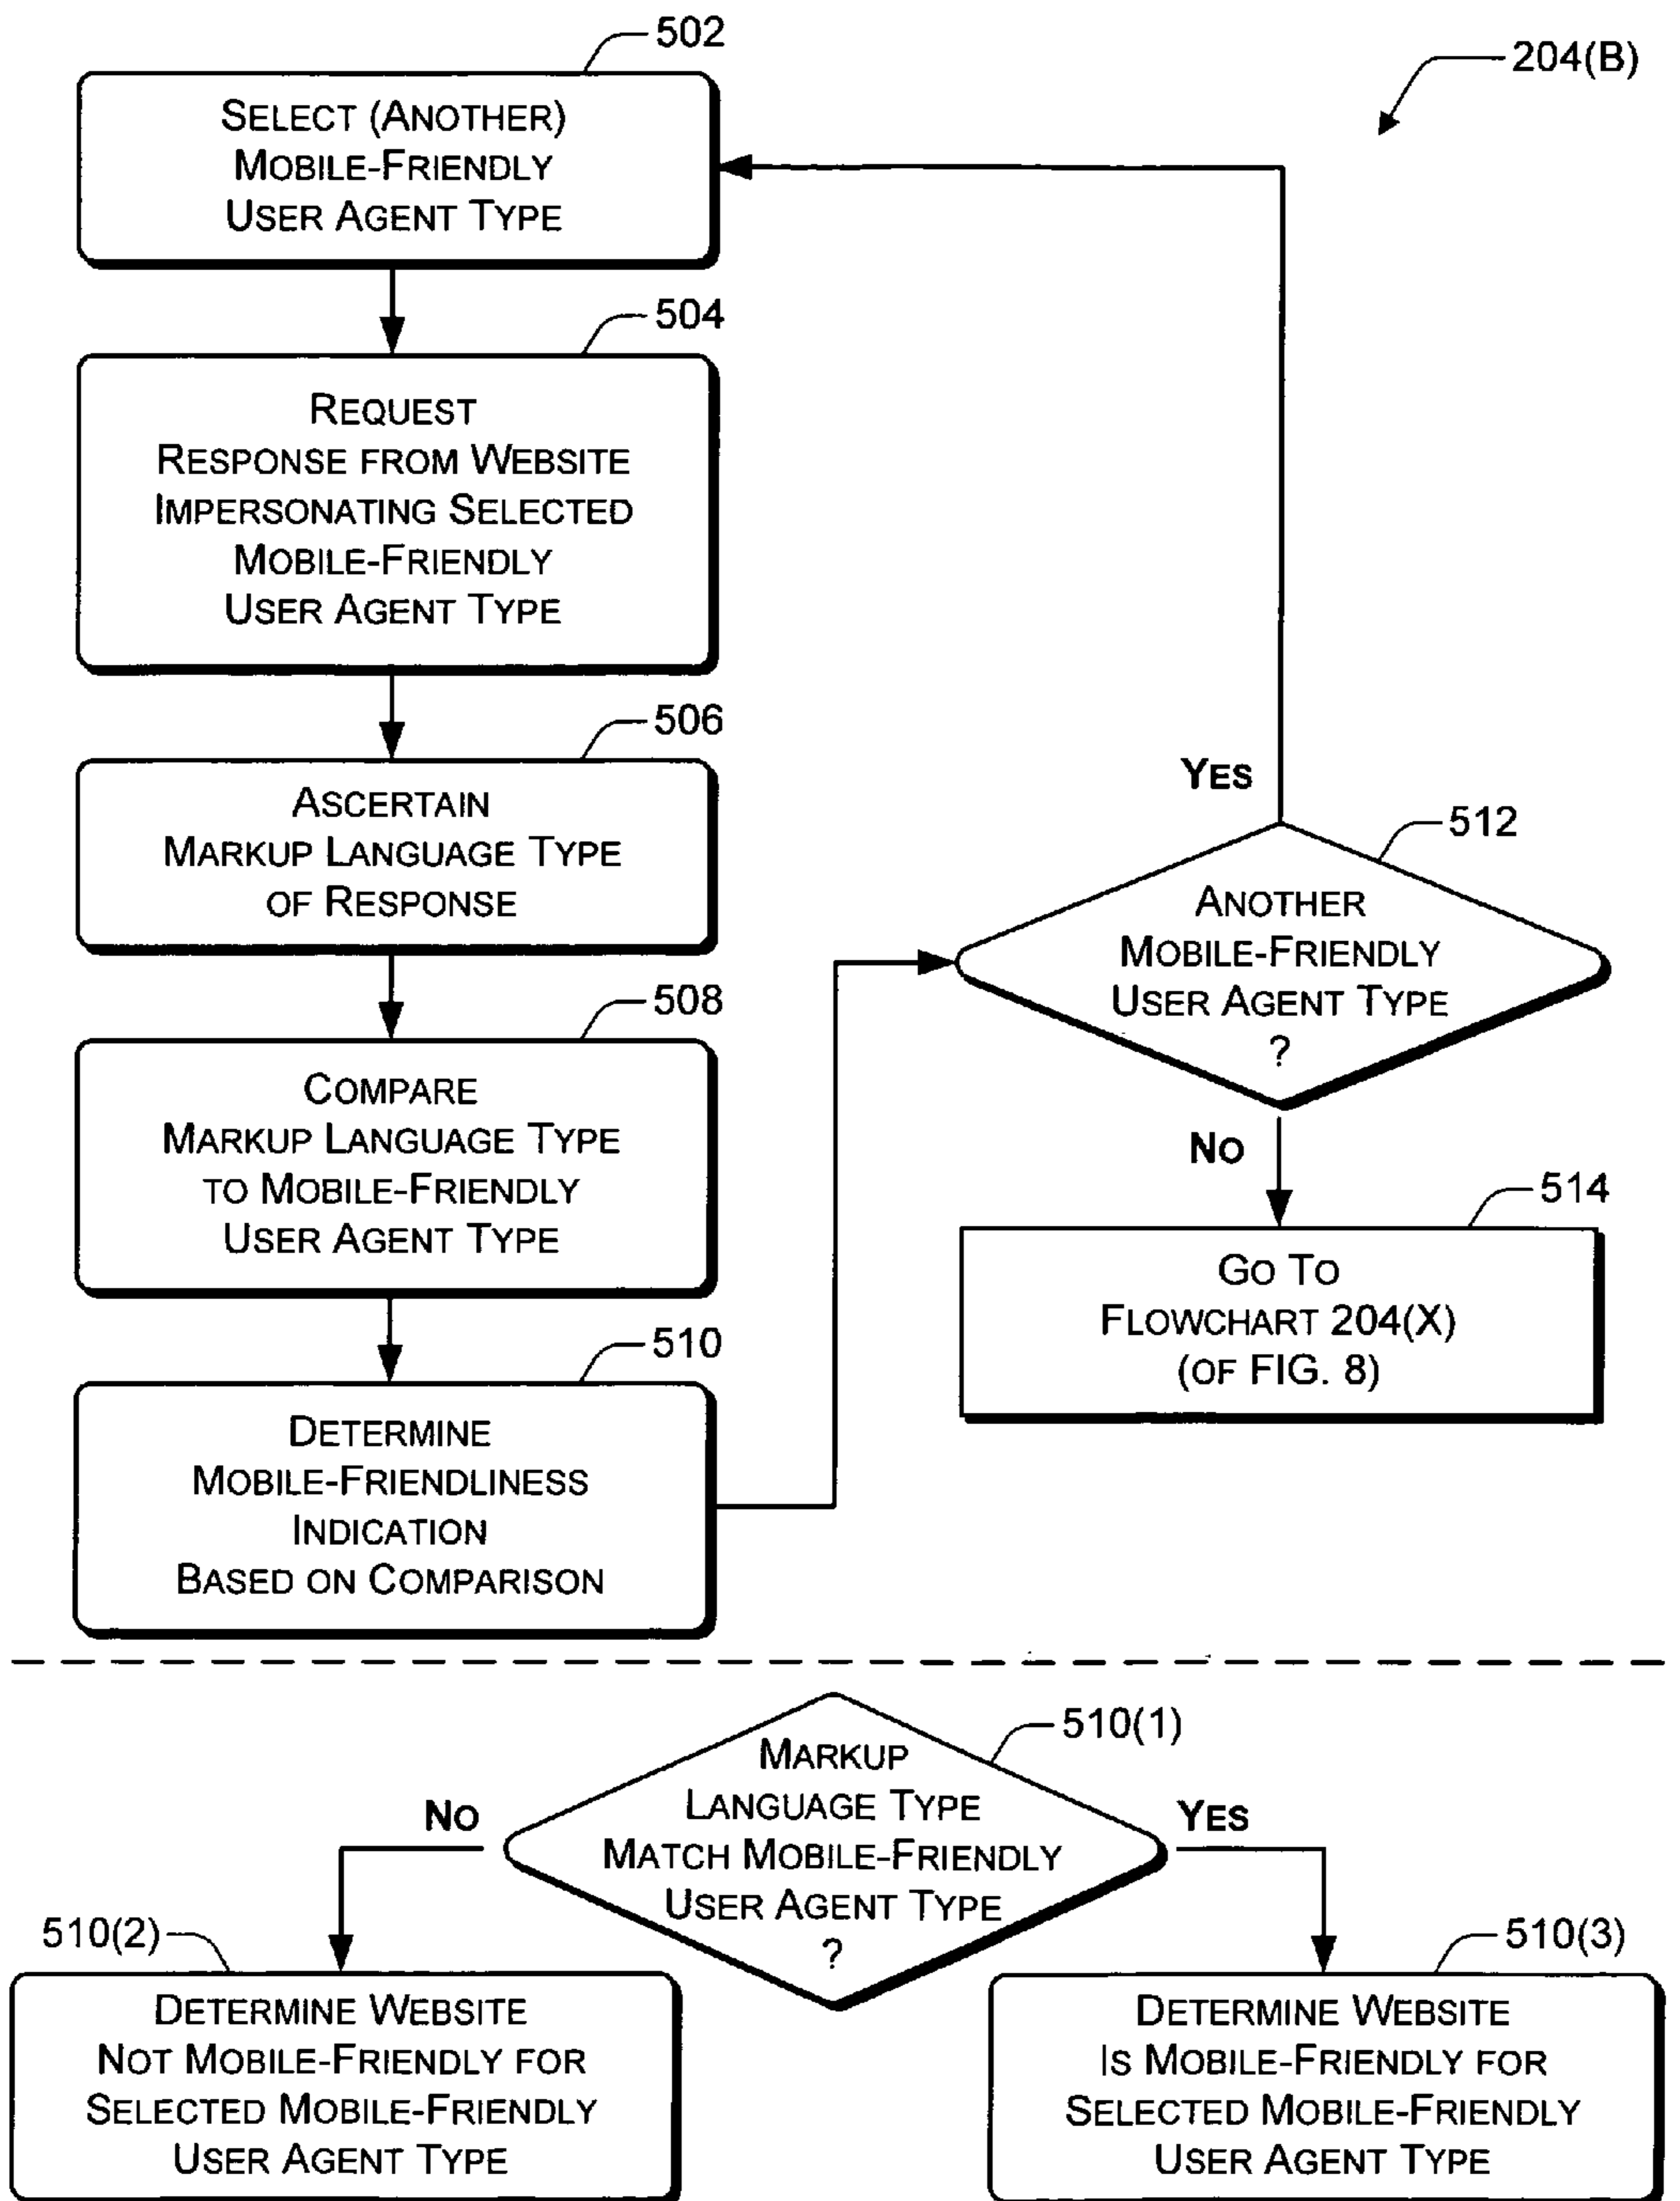 502
204(B)
SELECT (ANOTHER)
MOBILE-FRIENDLY
USER AGENT TYPE
504
REQUEST
RESPONSE FROM WEBSITE
IMPERSONATING SELECTED
MOBILE-FRIENDLY
USER AGENT TYPE
506
ASCERTAIN
MARKUP LANGUAGE TYPE
OF RESPONSE
508
COMPARE
MARKUP LANGUAGE TYPE
TO MOBILE-FRIENDLY
USER AGENT TYPE
510
DETERMINE
MOBILE-FRIENDLINESS
INDICATION
BASED ON COMPARISON
YES
512
ANOTHER
MOBILE-FRIENDLY
USER AGENT TYPE
?
NO
514
GO TO
FLOWCHART 204(X)
(OF FIG. 8)
510(1)
MARKUP
LANGUAGE TYPE
MATCH MOBILE-FRIENDLY
USER AGENT TYPE
?
NO
YES
510(2)
DETERMINE WEBSITE
NOT MOBILE-FRIENDLY FOR
SELECTED MOBILE-FRIENDLY
USER AGENT TYPE
510(3)
DETERMINE WEBSITE
IS MOBILE-FRIENDLY FOR
SELECTED MOBILE-FRIENDLY
USER AGENT TYPE